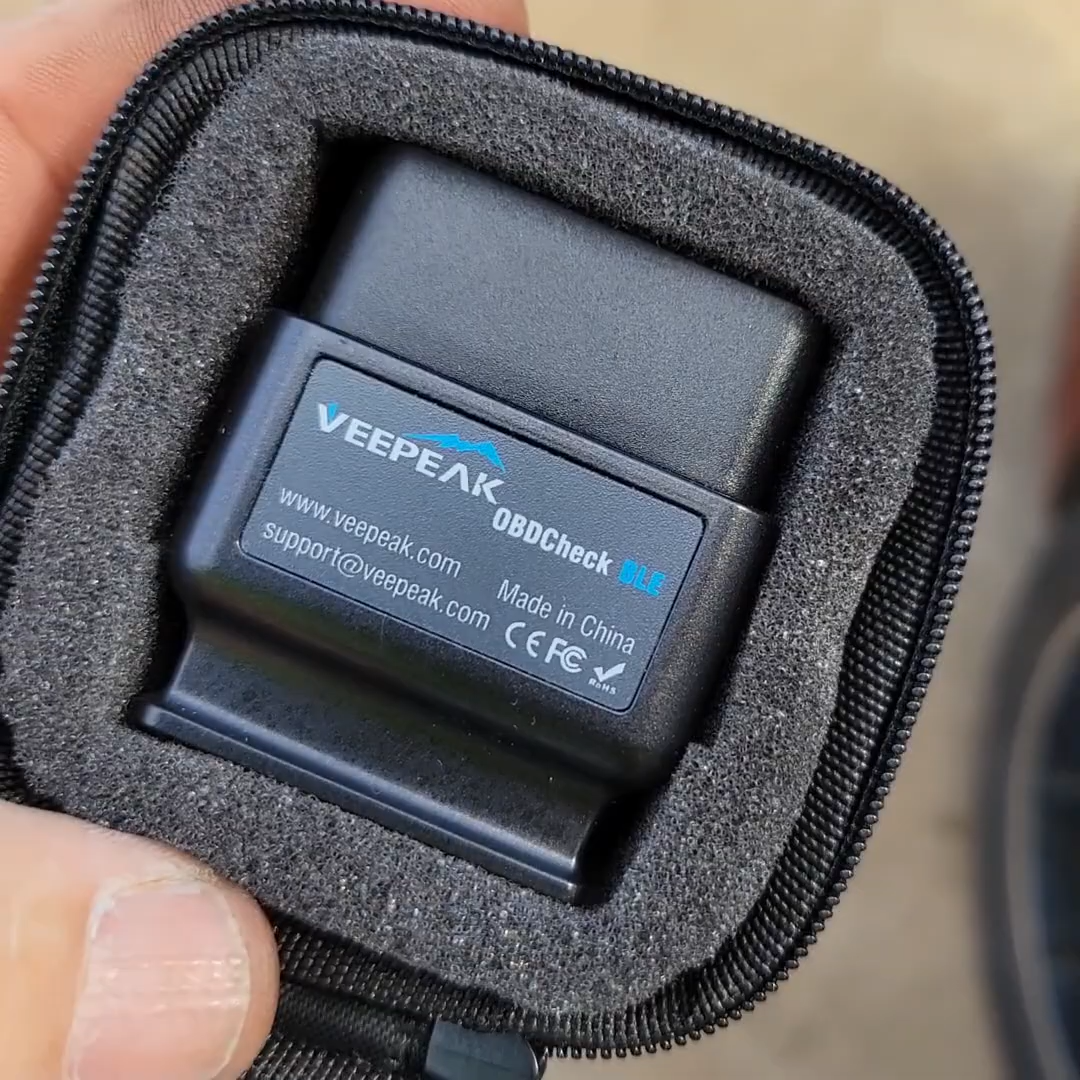 VEEPEAK
OBDCheck BLE
www.veepeak.com
support@veepeak.com
Made in China
CE FC
RoHS